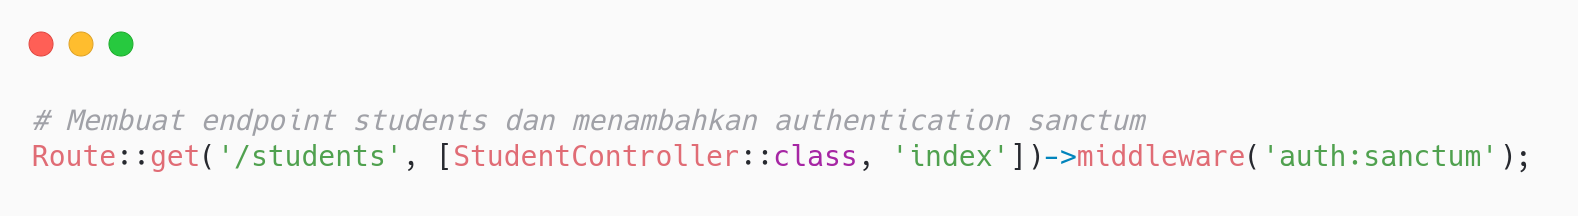 # Membuat endpoint students dan menambahkan authentication sanctum
Route::get('/students', [StudentController::class, 'index'])->middleware('auth:sanctum');